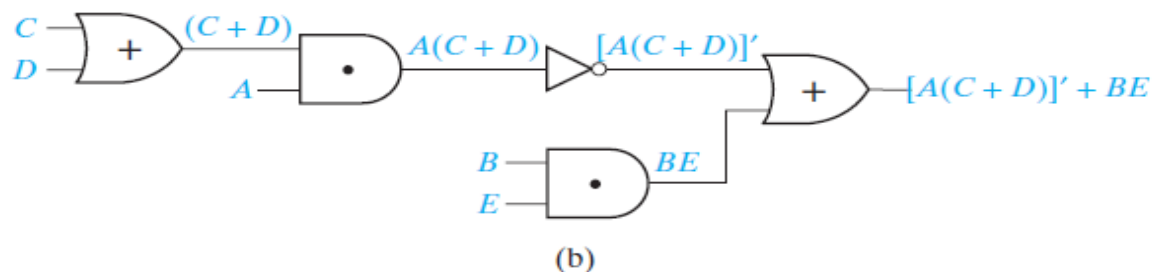 C
(C + D)
+
D
A
A(C + D)
[A(C + D)]′
+
[A(C + D)]′ + BE
B
E
BE
(b)